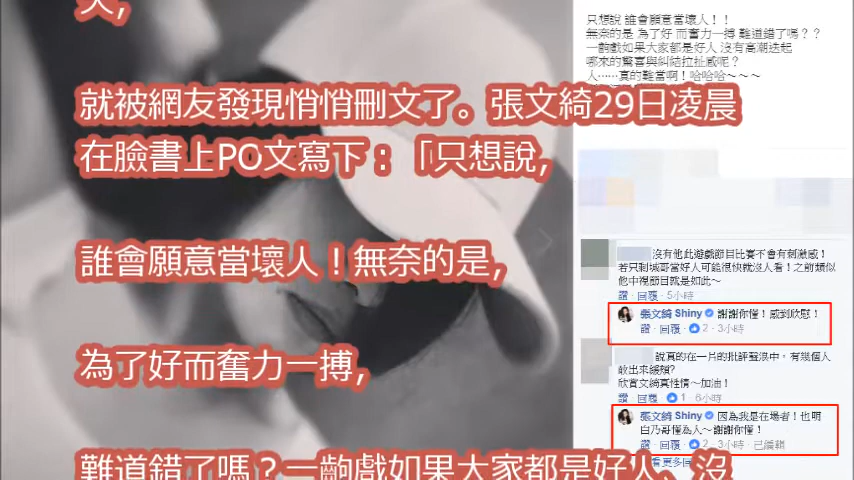 天,
就被網友發現悄悄刪文了。張文綺29日凌晨
在臉書上PO文寫下：「只想說,
誰會願意當壞人！無奈的是,
為了好而奮力一搏,
難道錯了嗎？一齣戲如果大家都是好人、沒
只想說 誰會願意當壞人！！
無奈的是 為了好 而奮力一搏 難道錯了嗎？？
一齣戲如果大家都是好人 沒有高潮迭起
哪來的驚喜與糾結拉扯感呢？
人……真的難當啊！哈哈哈～～～
沒有他此遊戲節目比賽不會有刺激感！
若只剩城哥當好人可能很快就沒人看！之前類似
他中視節目就是如此～
讚 · 回覆 · 5小時
張文綺 Shiny 謝謝你懂！感到欣慰！
讚 · 回覆 · 2 · 3小時
說真的在一片的批評聲浪中，有幾個人
敢出來緩頰?
欣賞文綺真性情～加油！
讚 · 回覆 · 1 · 6小時
張文綺 Shiny 因為我是在場者！也明
白乃哥懂為人～謝謝你懂！
讚 · 回覆 · 2 · 3小時 · 已編輯
看更多回